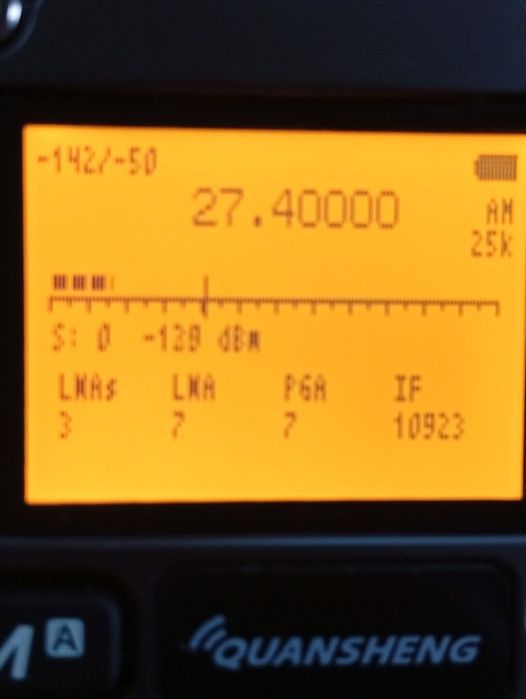 -142/-50
27.40000
AM
25k
S: 0 -128 dBm
LNAs LNA PGA IF
3 7 7 10923
M A
QUANSHENG